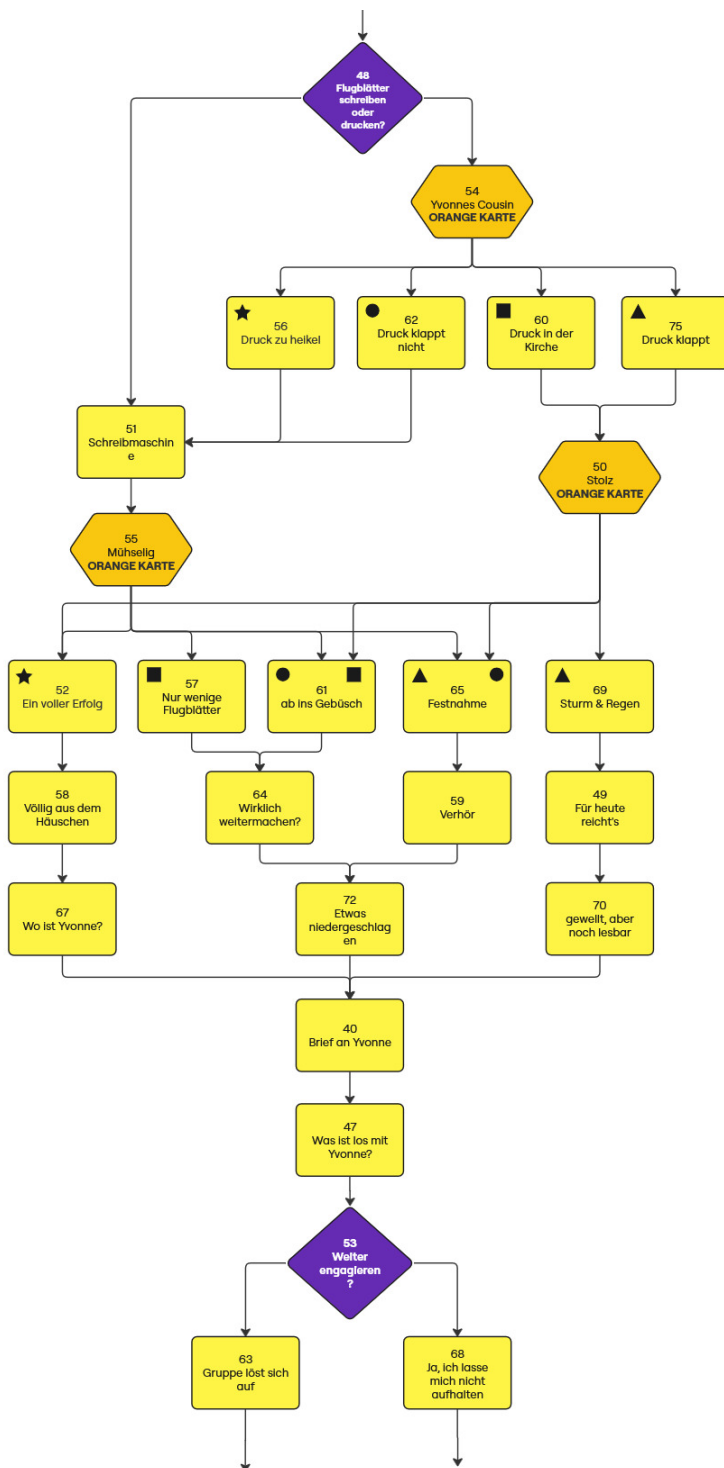 48
Flugblätter
schreiben
oder
drucken?
54
Yvonnes Cousin
ORANGE KARTE
56
Druck zu heikel
62
Druck klappt
nicht
60
Druck in der
Kirche
75
Druck klappt
51
Schreibmaschin
e
50
Stolz
ORANGE KARTE
55
Mühselig
ORANGE KARTE
52
Ein voller Erfolg
57
Nur wenige
Flugblätter
61
ab ins Gebüsch
65
Festnahme
69
Sturm & Regen
58
Völlig aus dem
Häuschen
64
Wirklich
weitermachen?
59
Verhör
49
Für heute
reicht's
67
Wo ist Yvonne?
72
Etwas
niedergeschlag
en
70
gewellt, aber
noch lesbar
40
Brief an Yvonne
47
Was ist los mit
Yvonne?
53
Weiter
engagieren
?
63
Gruppe löst sich
auf
68
Ja, ich lasse
mich nicht
aufhalten